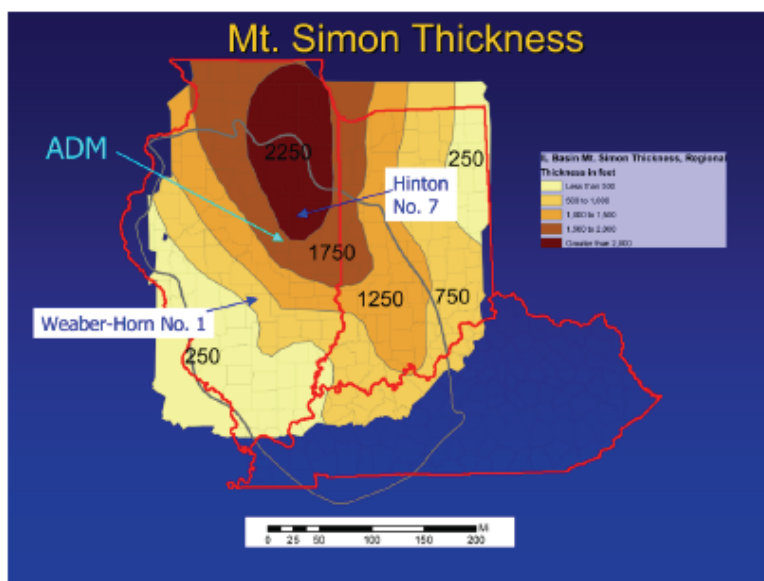 Mt. Simon Thickness
ADM
2250
250
IL Basin Mt. Simon Thickness, Regional
Thickness in feet
Less than 500
500 to 1,000
1,000 to 1,500
1,500 to 2,000
Greater than 2,000
Hinton
No. 7
1750
1250
750
Weaber-Horn No. 1
250
0 25 50 100 150 200